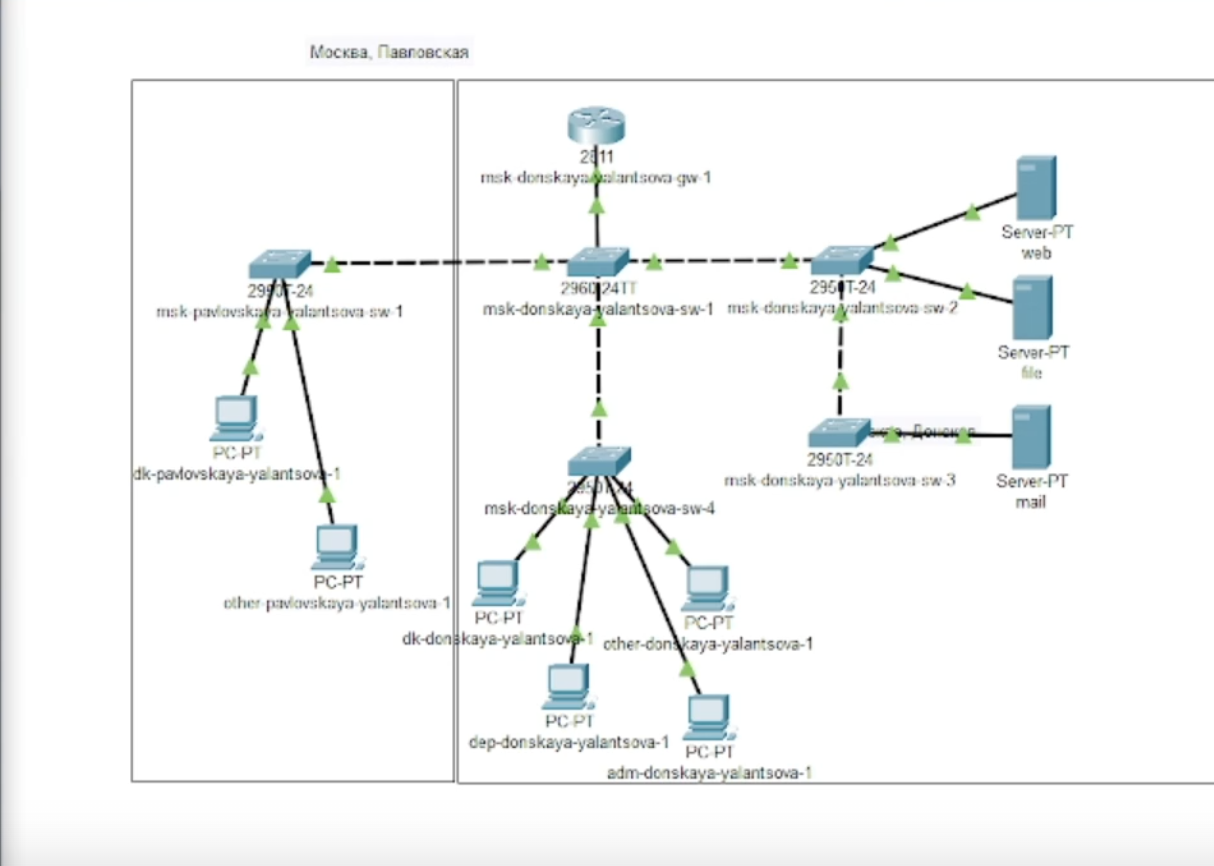 Москва, Павловская
2811
msk-donskaya-yalantsova-gw-1
2950T-24
msk-pavlovskaya-yalantsova-sw-1
2960-24TT
msk-donskaya-yalantsova-sw-1
2950T-24
msk-donskaya-yalantsova-sw-2
Server-PT
web
Server-PT
file
Донская
2950T-24
msk-donskaya-yalantsova-sw-3
Server-PT
mail
2950T-24
msk-donskaya-yalantsova-sw-4
PC-PT
dk-pavlovskaya-yalantsova-1
PC-PT
other-pavlovskaya-yalantsova-1
PC-PT
dk-donskaya-yalantsova-1
PC-PT
other-donskaya-yalantsova-1
PC-PT
dep-donskaya-yalantsova-1
PC-PT
adm-donskaya-yalantsova-1